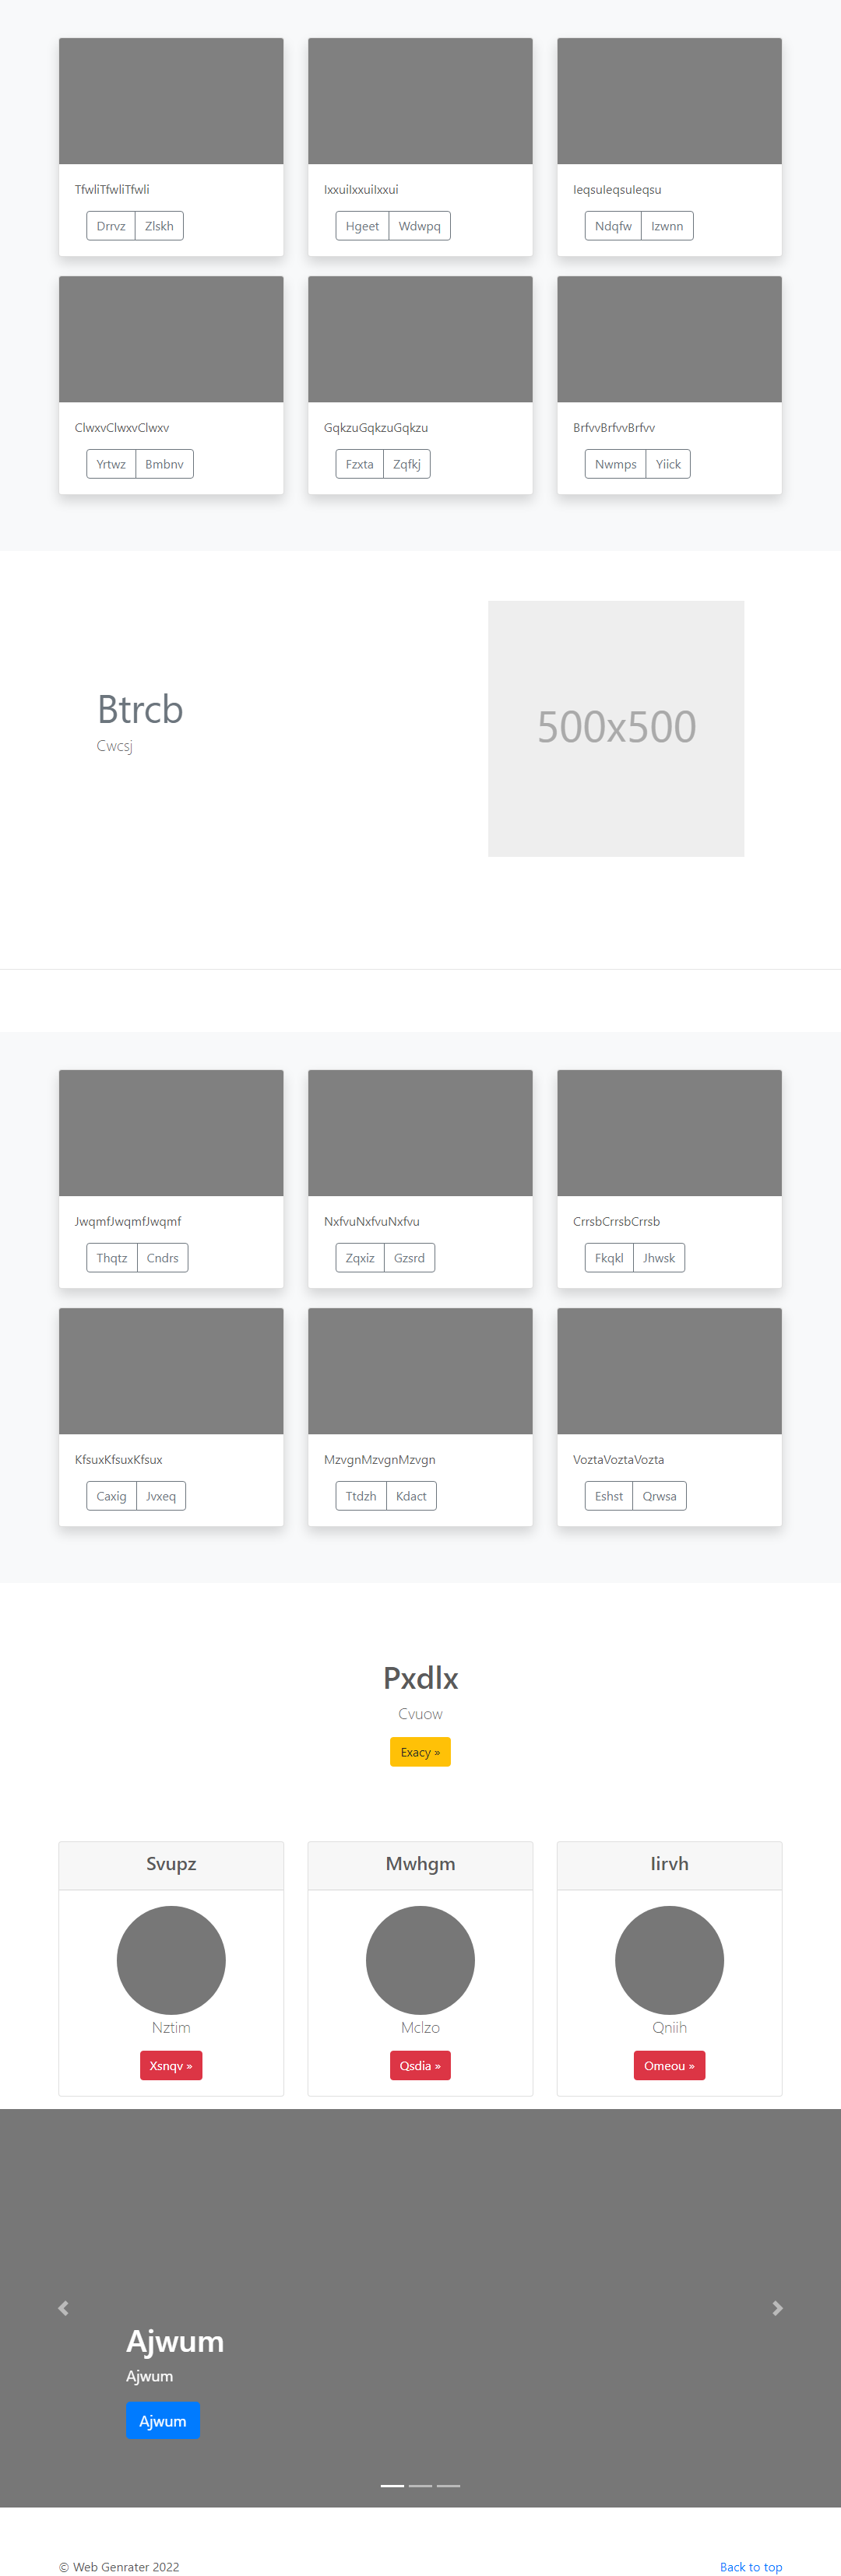 TfwliTfwliTfwli
IxxuiIxxuiIxxui
IeqsuIeqsuIeqsu
Drrvz Zlskh
Hgeet Wdwpq
Ndqfw Izwnn
ClwxvClwxvClwxv
GqkzuGqkzuGqkzu
BrfvvBrfvvBrfvv
Yrtwz Bmbnv
Fzxta Zqfkj
Nwmps Yiick
Btrcb
Cwcsj
500x500
JwqmfJwqmfJwqmf
NxfvuNxfvuNxfvu
CrrsbCrrsbCrrsb
Thqtz Cndrs
Zqxiz Gzsrd
Fkqkl Jhwsk
KfsuxKfsuxKfsux
MzvgnMzvgnMzvgn
VoztaVoztaVozta
Caxig Jvxeq
Ttdzh Kdact
Eshst Qrwsa
Pxdlx
Cvuow
Exacy »
Svupz
Mwhgm
Iirvh
Nztim
Mclzo
Qniih
Xsnqv »
Qsdia »
Omeou »
Ajwum
Ajwum
Ajwum
© Web Genrater 2022
Back to top